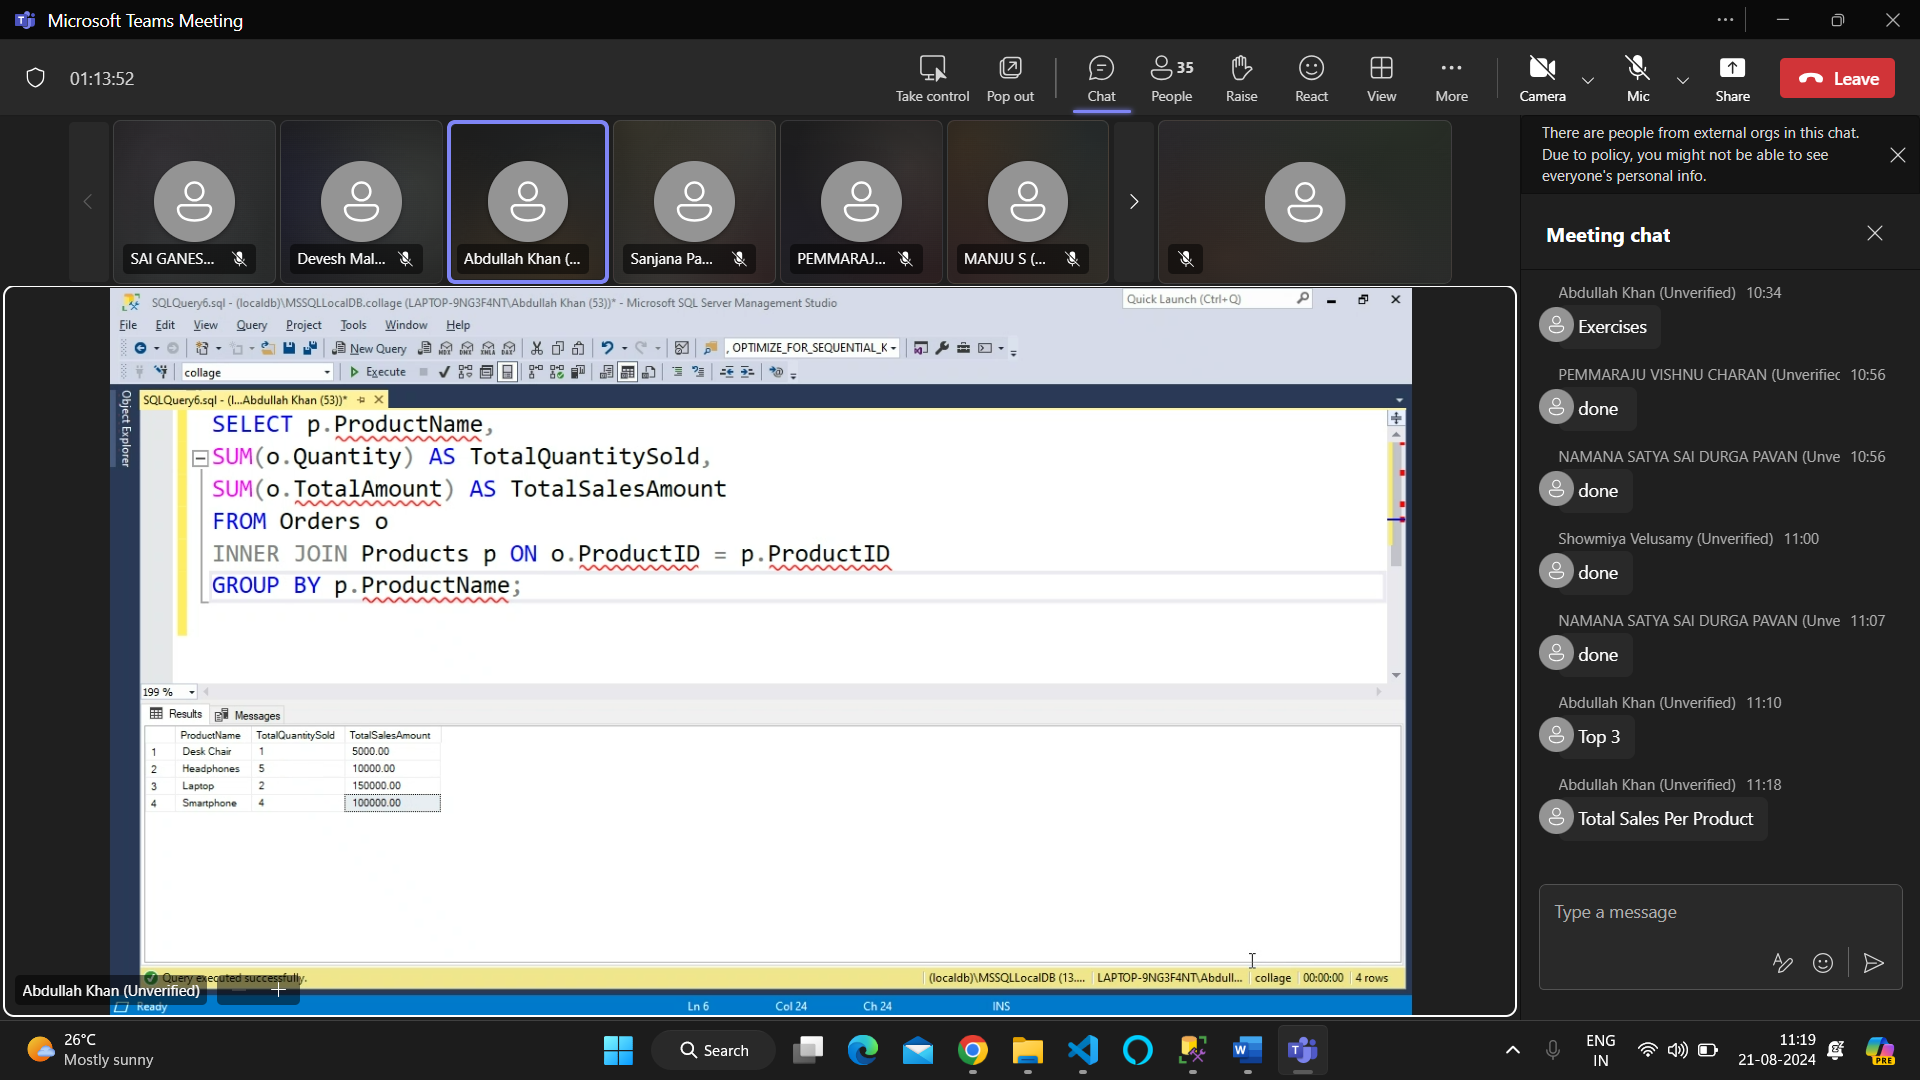 Microsoft Teams Meeting
01:13:52
Take control
Pop out
Chat
35
People
Raise
React
View
More
Camera
Mic
Share
Leave
SAI GANES...
Devesh Mal...
Abdullah Khan (...
Sanjana Pa...
PEMMARAJ...
MANJU S (...
SQLQuery6.sql - (localdb)\MSSQLLocalDB.collage (LAPTOP-9NG3F4NT\Abdullah Khan (53))* - Microsoft SQL Server Management Studio
Quick Launch (Ctrl+Q)
File Edit View Query Project Tools Window Help
New Query
, OPTIMIZE_FOR_SEQUENTIAL_K
collage
Execute
Object Explorer
SQLQuery6.sql - (l...Abdullah Khan (53))*
SELECT p.ProductName,
SUM(o.Quantity) AS TotalQuantitySold,
SUM(o.TotalAmount) AS TotalSalesAmount
FROM Orders o
INNER JOIN Products p ON o.ProductID = p.ProductID
GROUP BY p.ProductName;
199 %
Results Messages
ProductName TotalQuantitySold TotalSalesAmount
1 Desk Chair 1 5000.00
2 Headphones 5 10000.00
3 Laptop 2 150000.00
4 Smartphone 4 100000.00
Query executed successfully.
(localdb)\MSSQLLocalDB (13.... LAPTOP-9NG3F4NT\Abdull... collage 00:00:00 4 rows
Abdullah Khan (Unverified)
Ready
Ln 6 Col 24 Ch 24 INS
There are people from external orgs in this chat.
Due to policy, you might not be able to see
everyone's personal info.
Meeting chat
Abdullah Khan (Unverified) 10:34
Exercises
PEMMARAJU VISHNU CHARAN (Unverifiec 10:56
done
NAMANA SATYA SAI DURGA PAVAN (Unve 10:56
done
Showmiya Velusamy (Unverified) 11:00
done
NAMANA SATYA SAI DURGA PAVAN (Unve 11:07
done
Abdullah Khan (Unverified) 11:10
Top 3
Abdullah Khan (Unverified) 11:18
Total Sales Per Product
Type a message
26°C
Mostly sunny
Search
ENG
IN
11:19
21-08-2024
PRE